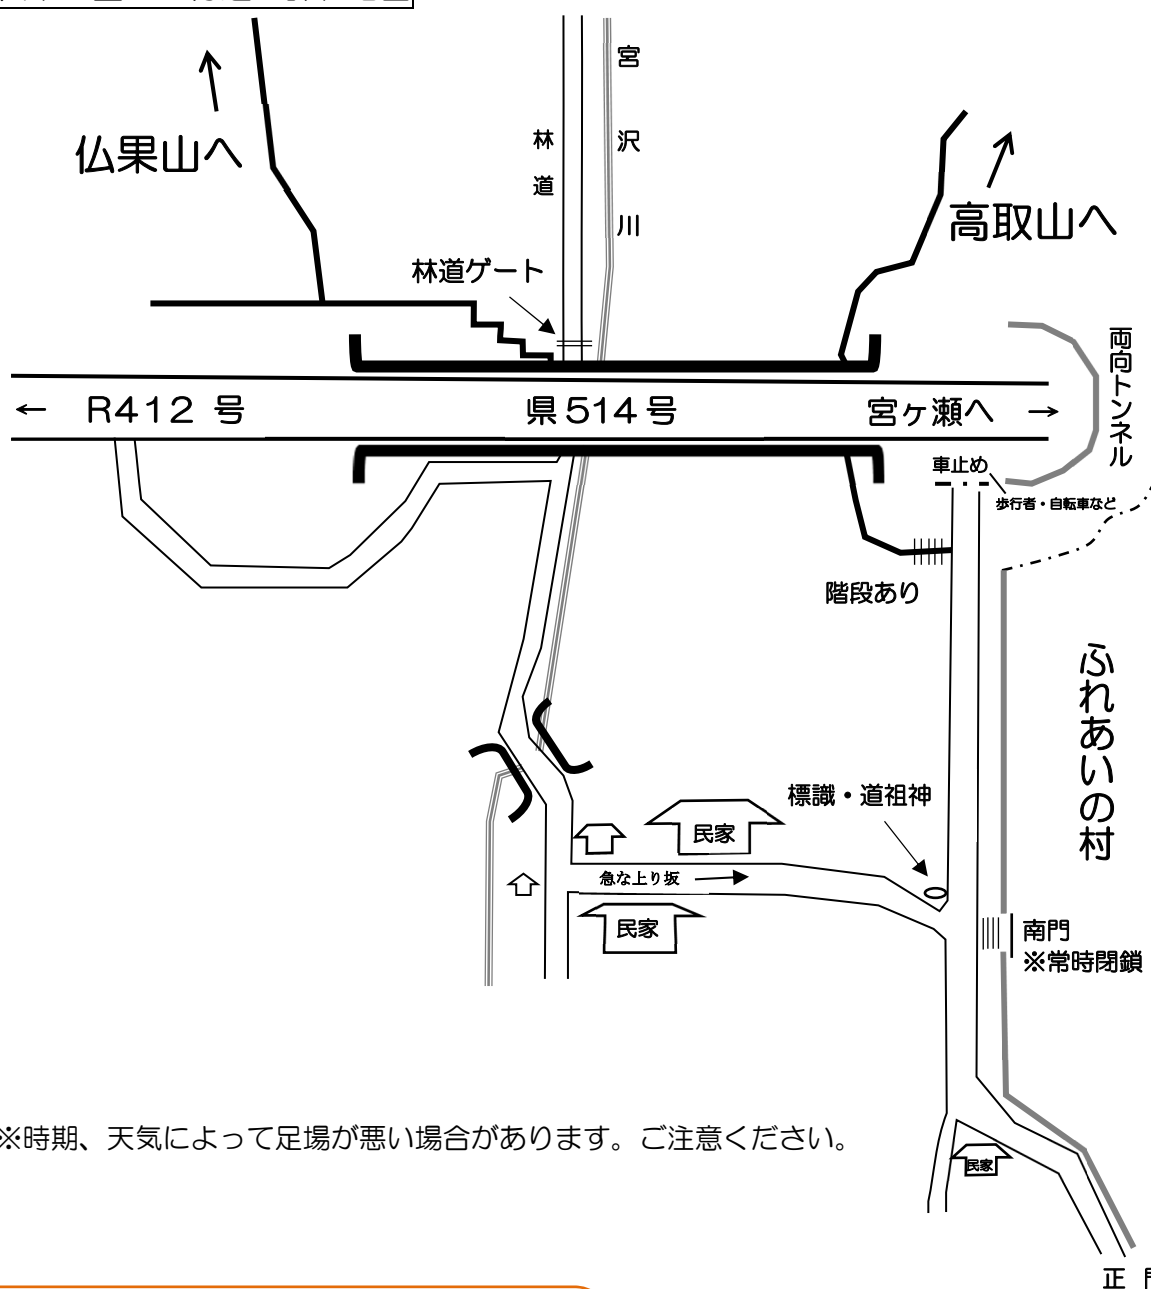 宮沢川
林道
仏果山へ
高取山へ
林道ゲート
両向トンネル
R412 号
県514号
宮ヶ瀬へ
車止め
歩行者・自転車など
階段あり
ふれあいの村
標識・道祖神
民家
急な上り坂
民家
南門
※常時閉鎖
※時期、天気によって足場が悪い場合があります。ご注意ください。
民家
正